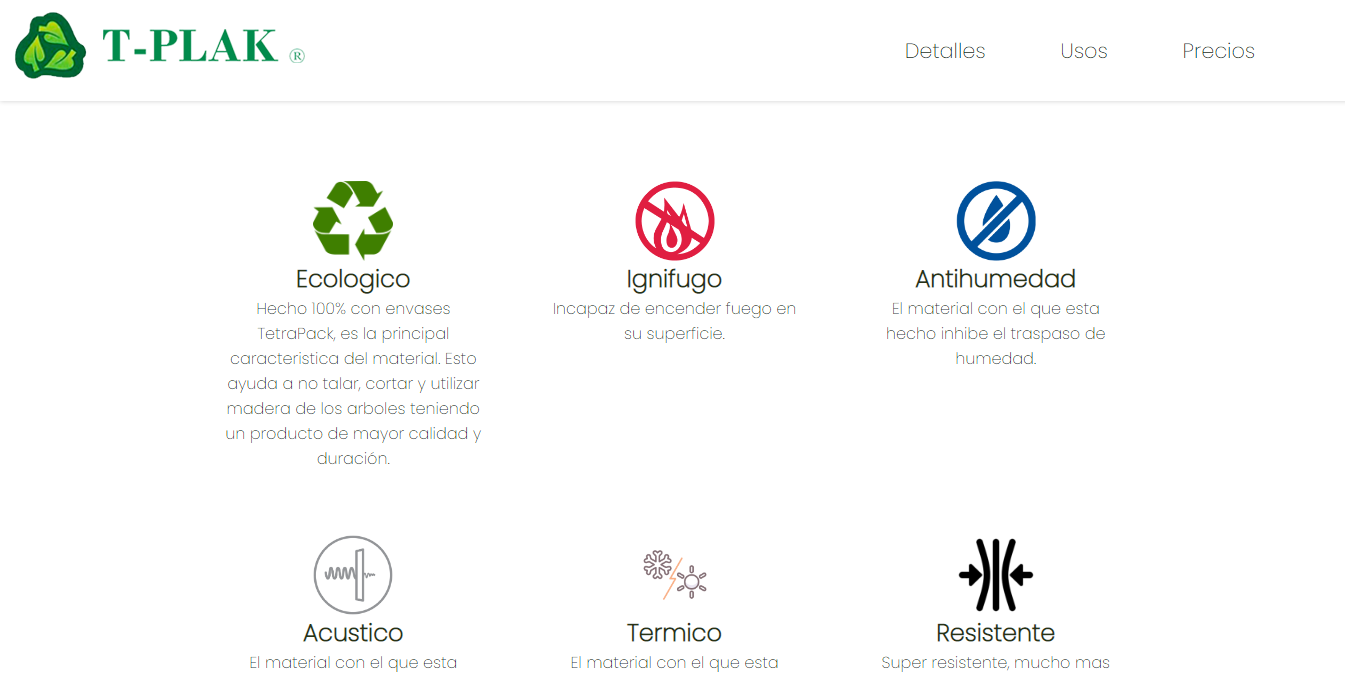 T-PLAK ®
Detalles Usos Precios
Ecologico
Hecho 100% con envases
TetraPack, es la principal
caracteristica del material. Esto
ayuda a no talar, cortar y utilizar
madera de los arboles teniendo
un producto de mayor calidad y
duración.
Ignifugo
Incapaz de encender fuego en
su superficie.
Antihumedad
El material con el que esta
hecho inhibe el traspaso de
humedad.
Acustico
El material con el que esta
Termico
El material con el que esta
Resistente
Super resistente, mucho mas